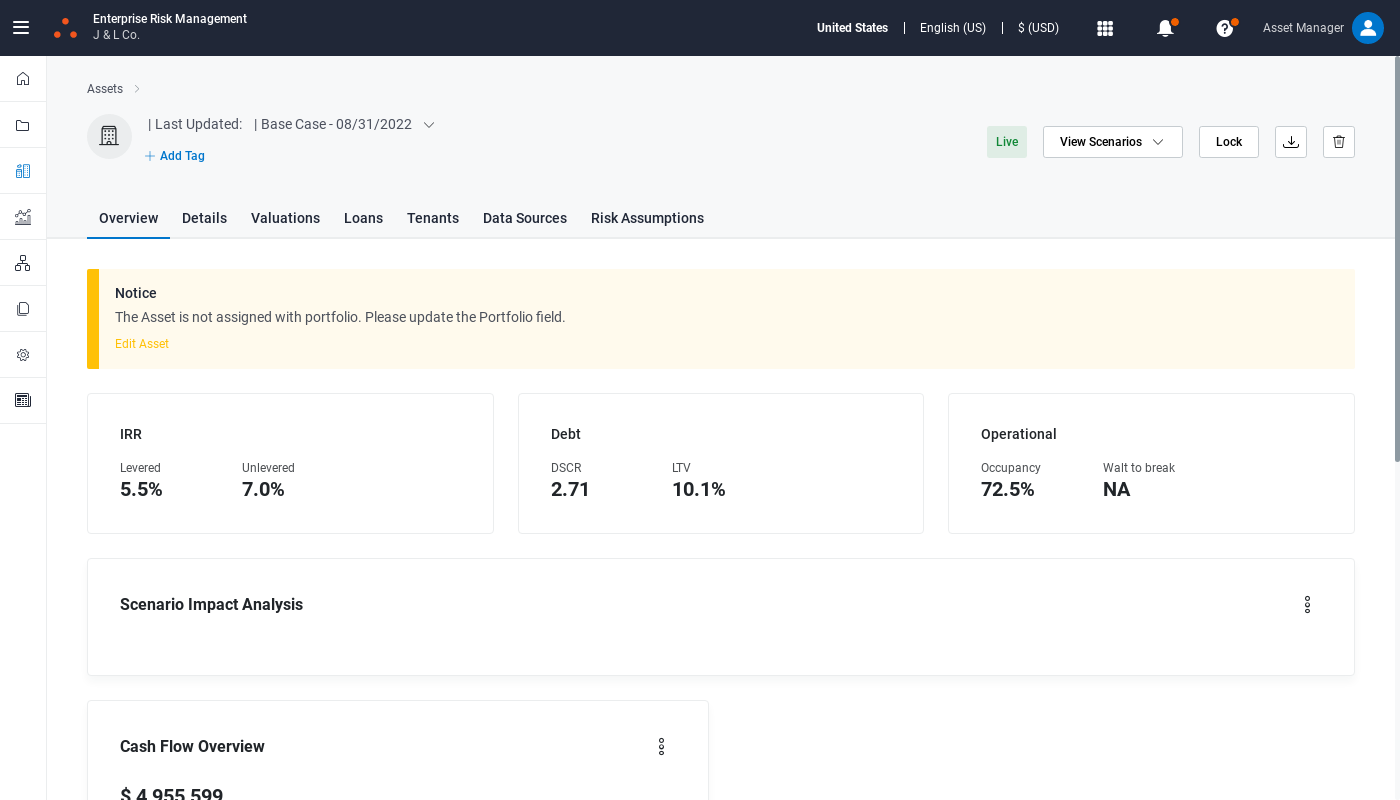 Enterprise Risk Management
J & L Co.
United States | English (US) | $ (USD)
Asset Manager
Assets
| Last Updated: | Base Case - 08/31/2022
Add Tag
Live
View Scenarios
Lock
Overview Details Valuations Loans Tenants Data Sources Risk Assumptions
Notice
The Asset is not assigned with portfolio. Please update the Portfolio field.
Edit Asset
IRR
Levered Unlevered
5.5% 7.0%
Debt
DSCR LTV
2.71 10.1%
Operational
Occupancy Walt to break
72.5% NA
Scenario Impact Analysis
Cash Flow Overview
$ 4,955,599